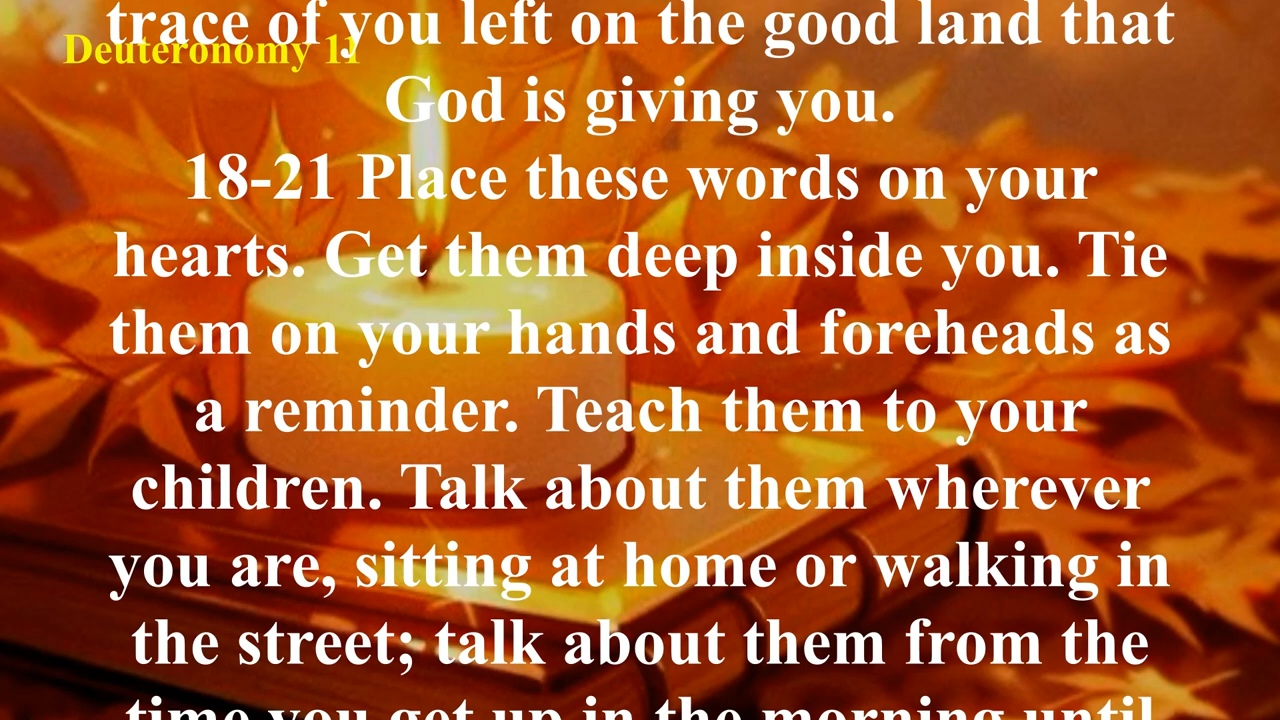 trace of you left on the good land that
Deuteronomy 11
God is giving you.
18-21 Place these words on your
hearts. Get them deep inside you. Tie
them on your hands and foreheads as
a reminder. Teach them to your
children. Talk about them wherever
you are, sitting at home or walking in
the street; talk about them from the
time you get up in the morning until